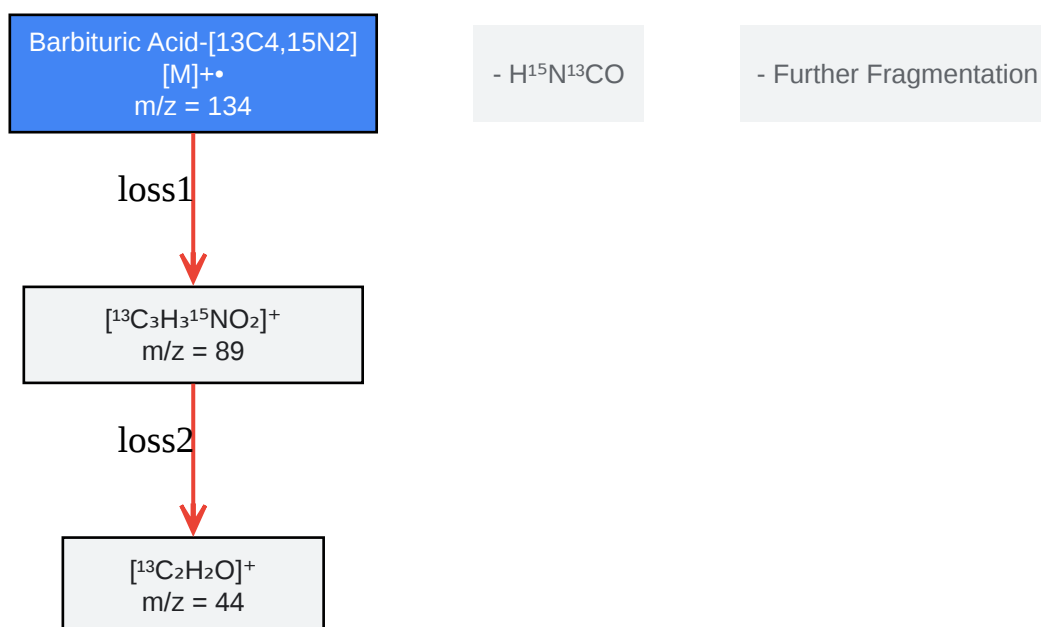 Barbituric Acid-[13C4,15N2]
[M]+•
m/z = 134
- H¹⁵N¹³CO
- Further Fragmentation
loss1
[¹³C₃H₃¹⁵NO₂]⁺
m/z = 89
loss2
[¹³C₂H₂O]⁺
m/z = 44